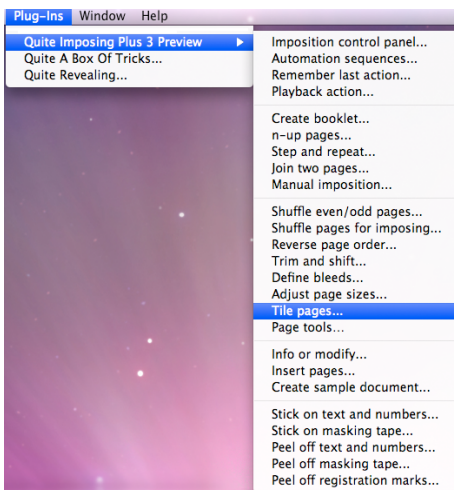 Plug-Ins Window Help
Quite Imposing Plus 3 Preview
Quite A Box Of Tricks...
Quite Revealing...
Imposition control panel...
Automation sequences...
Remember last action...
Playback action...
Create booklet...
n-up pages...
Step and repeat...
Join two pages...
Manual imposition...
Shuffle even/odd pages...
Shuffle pages for imposing...
Reverse page order...
Trim and shift...
Define bleeds...
Adjust page sizes...
Tile pages...
Page tools...
Info or modify...
Insert pages...
Create sample document...
Stick on text and numbers...
Stick on masking tape...
Peel off text and numbers...
Peel off masking tape...
Peel off registration marks...